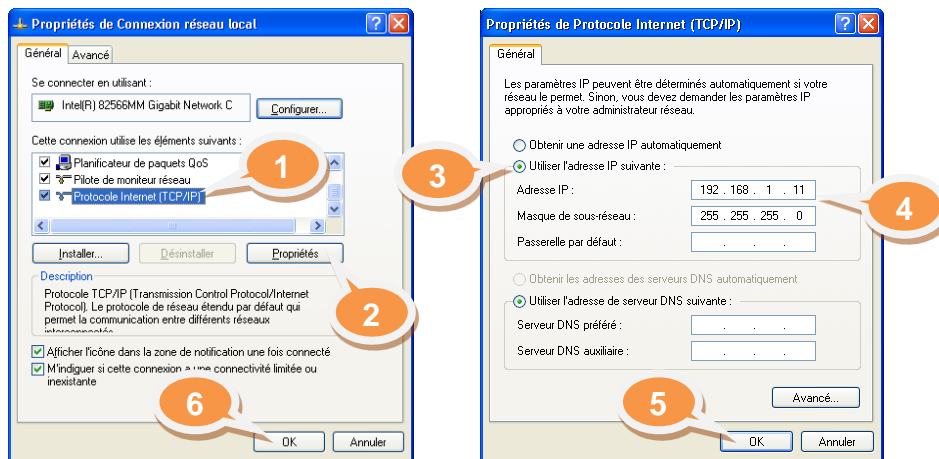 Propriétés de Connexion réseau local
Général
Avancé
Se connecter en utilisant :
Intel(R) 82566MM Gigabit Network C
Configurer...
Cette connexion utilise les éléments suivants :
Planificateur de paquets QoS
Pilote de moniteur réseau
Protocole Internet (TCP/IP)
1
Installer...
Désinstaller
Propriétés
2
Description
Protocole TCP/IP (Transmission Control Protocol/Internet
Protocol). Le protocole de réseau étendu par défaut qui
permet la communication entre différents réseaux
interconnectés
Afficher l'icône dans la zone de notification une fois connecté
M'indiquer si cette connexion a une connectivité limitée ou
inexistante
6
OK
Annuler
Propriétés de Protocole Internet (TCP/IP)
Général
Les paramètres IP peuvent être déterminés automatiquement si votre
réseau le permet. Sinon, vous devez demander les paramètres IP
appropriés à votre administrateur réseau.
Obtenir une adresse IP automatiquement
3
Utiliser l'adresse IP suivante :
Adresse IP :
192 . 168 . 1 . 11
4
Masque de sous-réseau :
255 . 255 . 255 . 0
Passerelle par défaut :
. . .
Obtenir les adresses des serveurs DNS automatiquement
Utiliser l'adresse de serveur DNS suivante :
Serveur DNS préféré :
. . .
Serveur DNS auxiliaire :
. . .
Avancé...
5
OK
Annuler